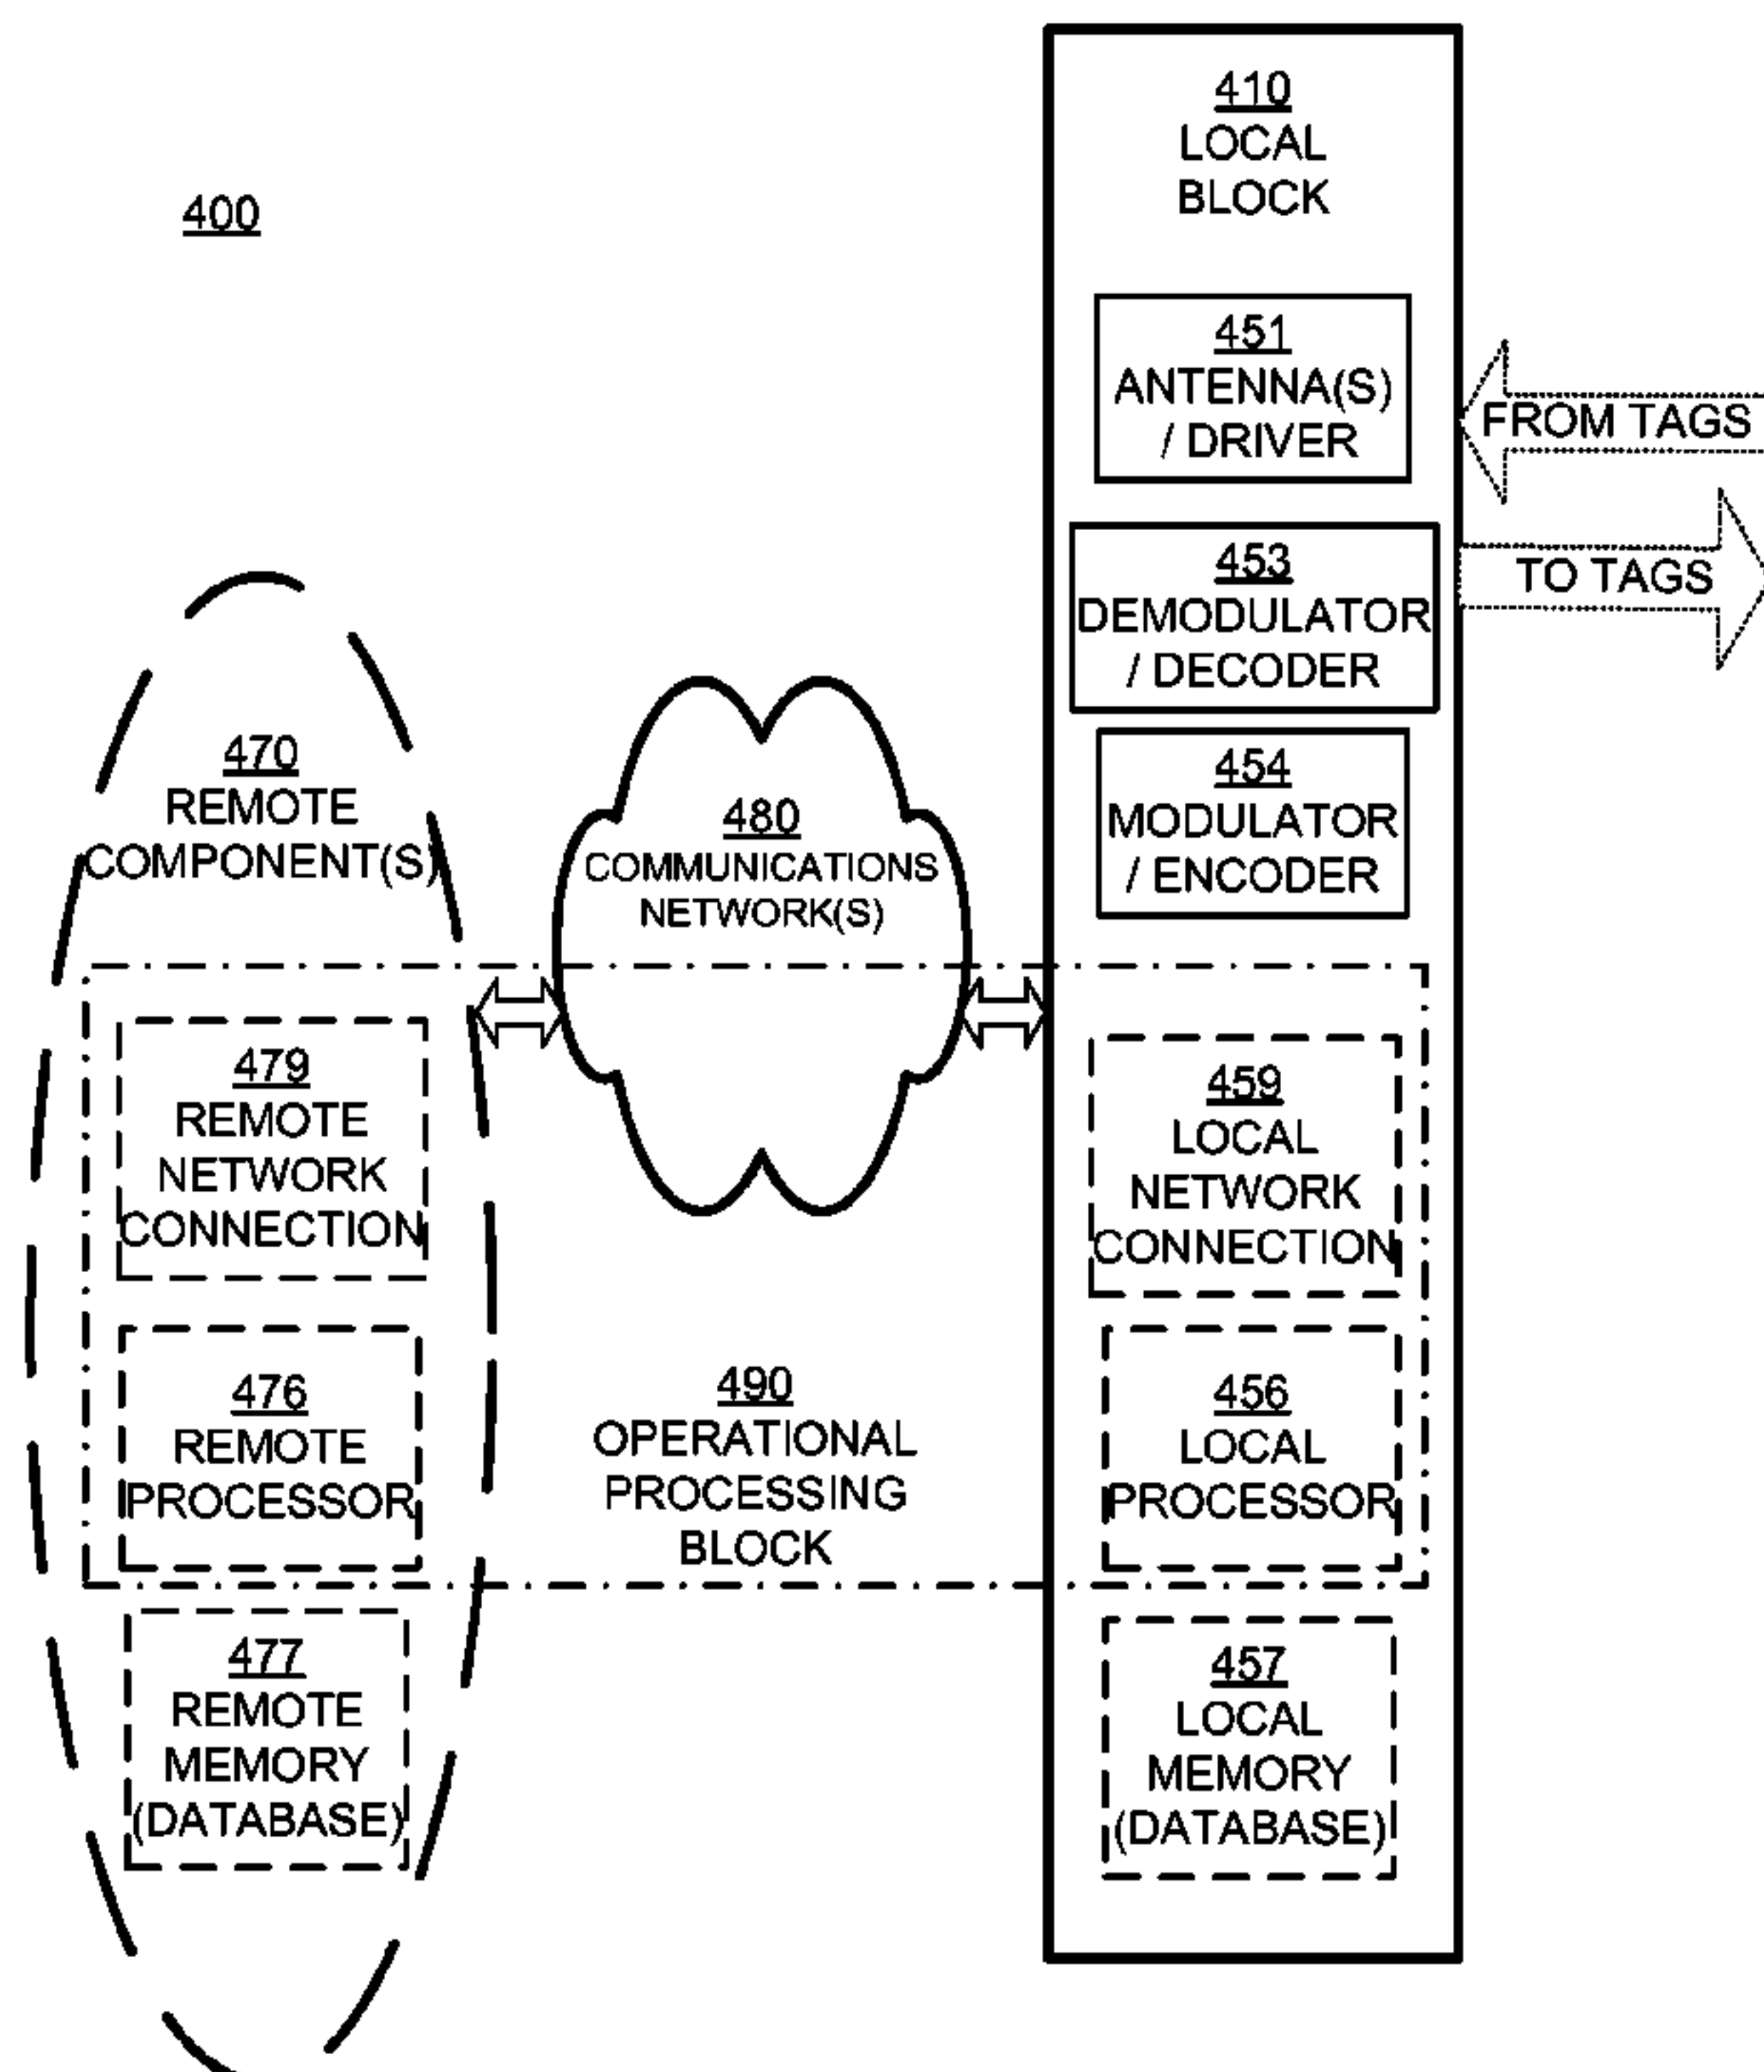 400
410
LOCAL
BLOCK
451
ANTENNA(S)
/ DRIVER
FROM TAGS
453
DEMODULATOR
/ DECODER
TO TAGS
454
MODULATOR
/ ENCODER
470
REMOTE
COMPONENT(S)
480
COMMUNICATIONS
NETWORK(S)
479
REMOTE
NETWORK
CONNECTION
459
LOCAL
NETWORK
CONNECTION
476
REMOTE
PROCESSOR
490
OPERATIONAL
PROCESSING
BLOCK
456
LOCAL
PROCESSOR
477
REMOTE
MEMORY
(DATABASE)
457
LOCAL
MEMORY
(DATABASE)